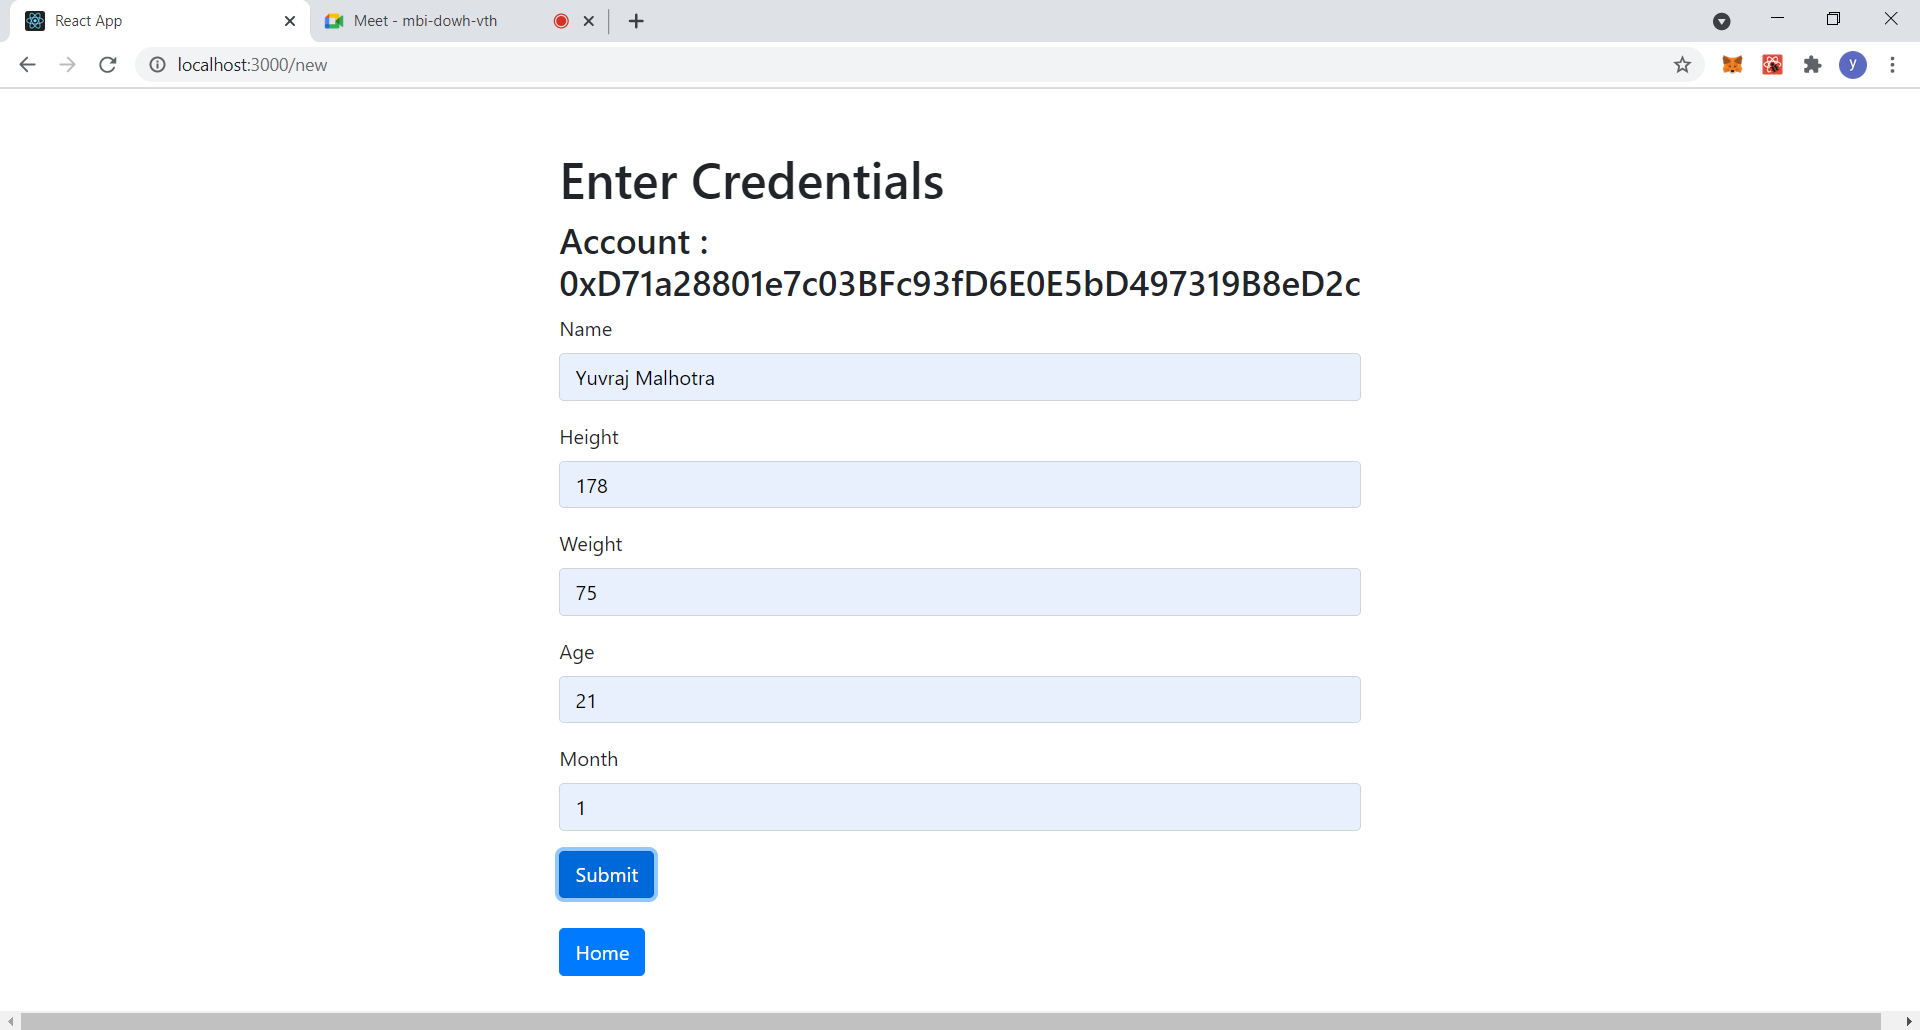 React App
Meet - mbi-dowh-vth
localhost:3000/new
y
Enter Credentials
Account :
0xD71a28801e7c03BFc93fD6E0E5bD497319B8eD2c
Name
Yuvraj Malhotra
Height
178
Weight
75
Age
21
Month
1
Submit
Home